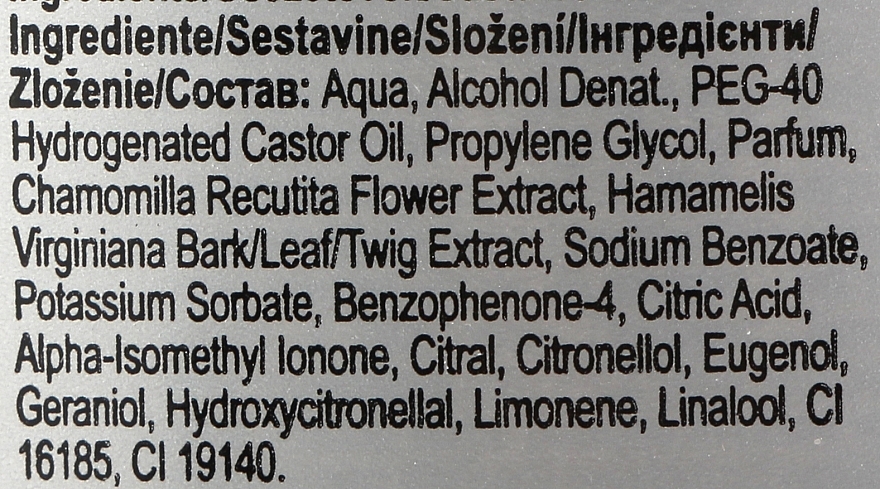 Ingrediente/Sestavine/Složení/Інгредієнти/
Zloženie/Состав: Aqua, Alcohol Denat., PEG-40
Hydrogenated Castor Oil, Propylene Glycol, Parfum,
Chamomilla Recutita Flower Extract, Hamamelis
Virginiana Bark/Leaf/Twig Extract, Sodium Benzoate,
Potassium Sorbate, Benzophenone-4, Citric Acid,
Alpha-Isomethyl Ionone, Citral, Citronellol, Eugenol,
Geraniol, Hydroxycitronellal, Limonene, Linalool, CI
16185, CI 19140.